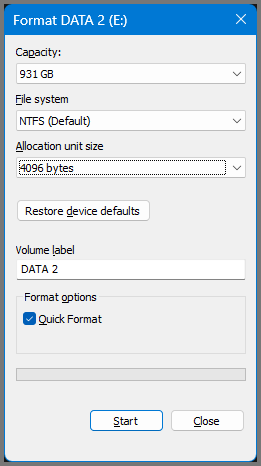 Format DATA 2 (E:)
Capacity:
931 GB
File system
NTFS (Default)
Allocation unit size
4096 bytes
Restore device defaults
Volume label
DATA 2
Format options
Quick Format
Start
Close